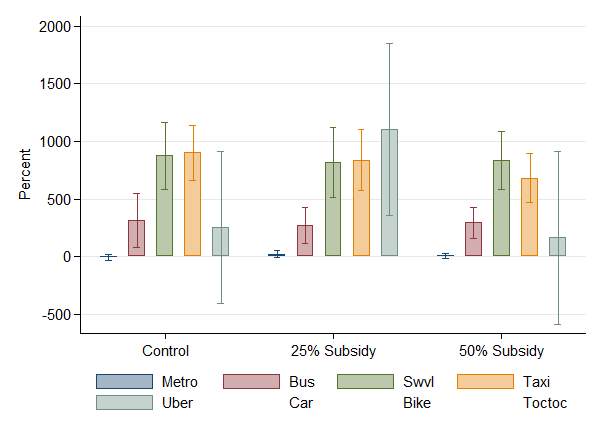 2000
1500
1000
500
0
-500
Percent
Control 25% Subsidy 50% Subsidy
Metro Bus Swvl Taxi
Uber Car Bike Toctoc